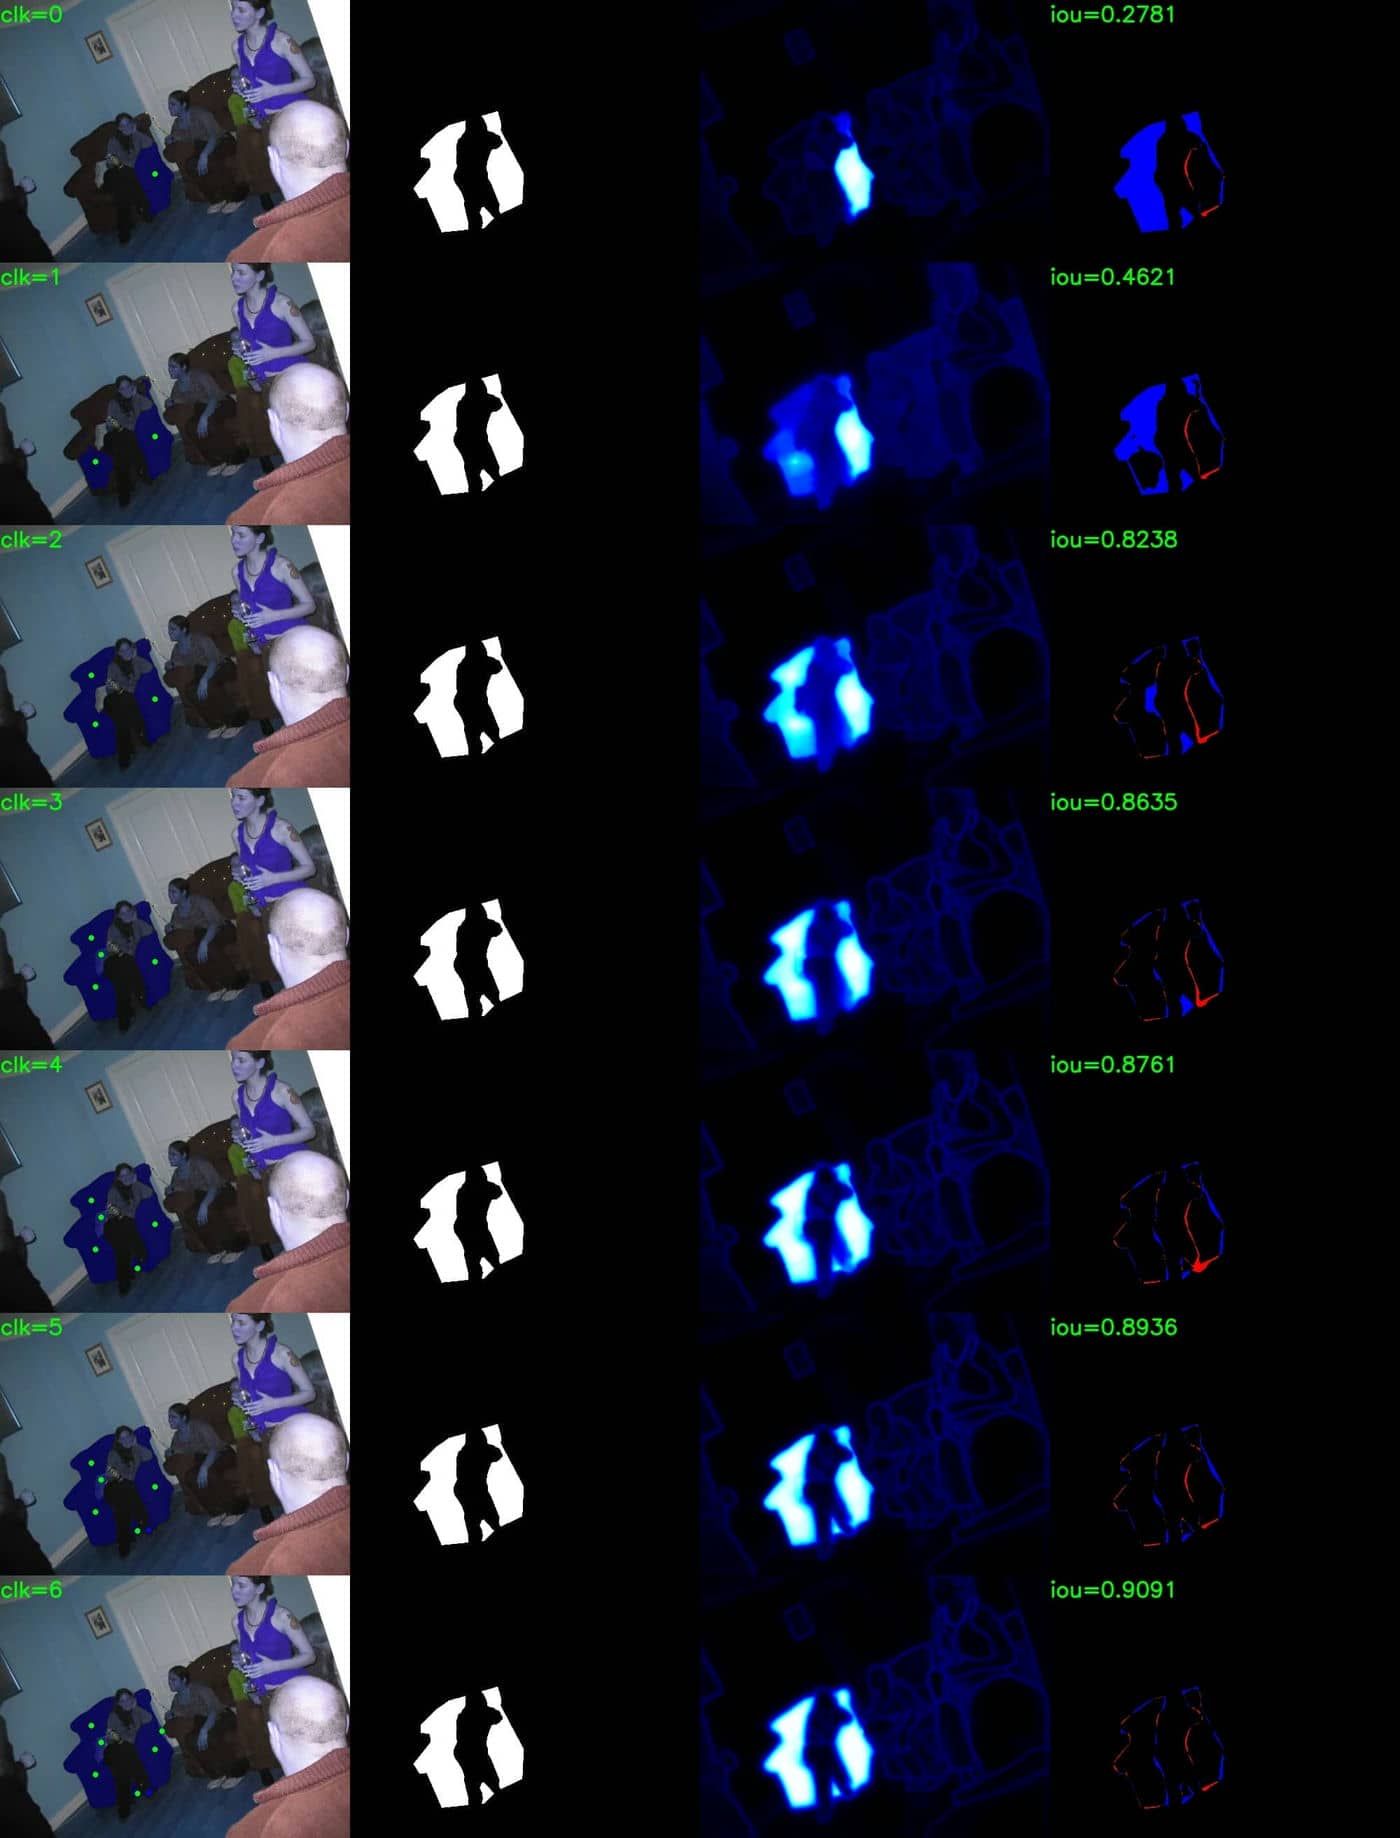 clk=0
iou=0.2781
clk=1
iou=0.4621
clk=2
iou=0.8238
clk=3
iou=0.8635
clk=4
iou=0.8761
clk=5
iou=0.8936
clk=6
iou=0.9091